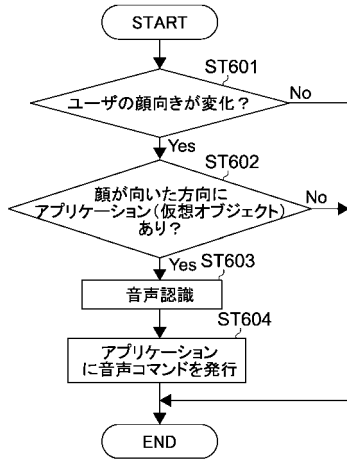 START
ST601
ユーザの顔向きが変化？
No
Yes
ST602
顔が向いた方向に
アプリケーション(仮想オブジェクト)
あり？
No
Yes
ST603
音声認識
ST604
アプリケーション
に音声コマンドを発行
END